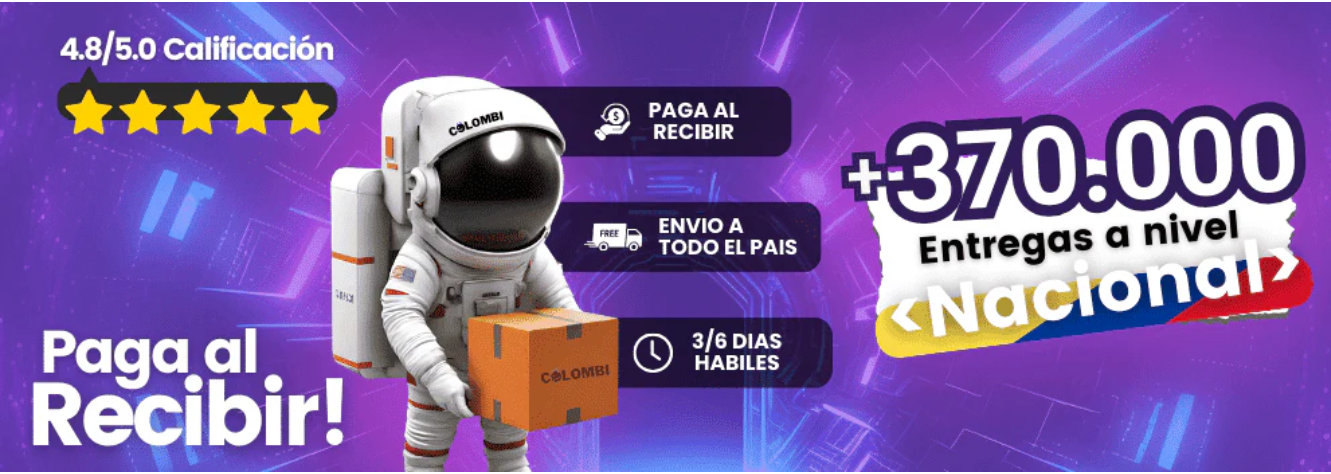 4.8/5.0 Calificación
COLOMBI
PAGA AL
RECIBIR
FREE
ENVIO A
TODO EL PAIS
3/6 DIAS
HABILES
COLOMBI
Paga al
Recibir!
+370.000
Entregas a nivel
<Nacional>